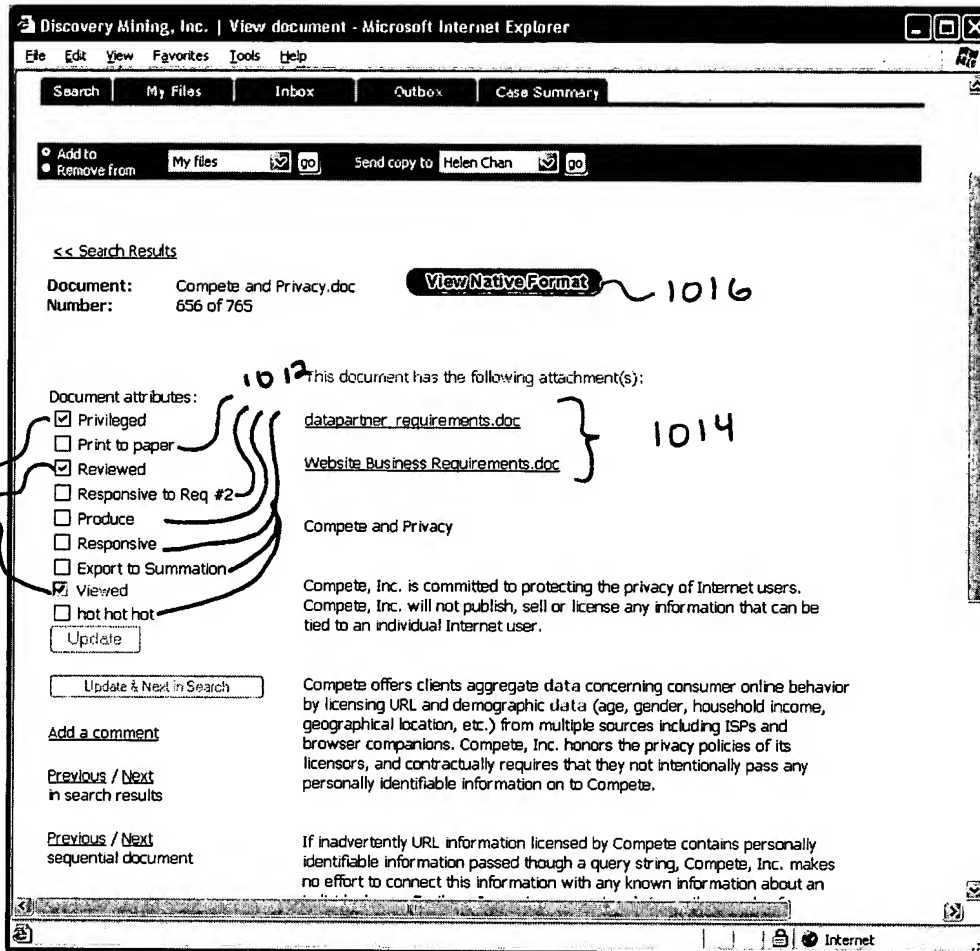 Discovery Mining, Inc. | View document - Microsoft Internet Explorer
File Edit View Favorites Tools Help
Search My Files Inbox Outbox Case Summary
Add to
Remove from
My files go Send copy to Helen Chan go
<< Search Results
Document: Compete and Privacy.doc
Number: 656 of 765
View Native Format
1016
1012
This document has the following attachment(s):
Document attributes:
Privileged
Print to paper
Reviewed
Responsive to Req #2
Produce
Responsive
Export to Summation
Viewed
hot hot hot
Update
Update & Next in Search
Add a comment
Previous / Next
in search results
Previous / Next
sequential document
datapartner_requirements.doc
Website Business Requirements.doc
1014
Compete and Privacy
Compete, Inc. is committed to protecting the privacy of Internet users.
Compete, Inc. will not publish, sell or license any information that can be
tied to an individual Internet user.
Compete offers clients aggregate data concerning consumer online behavior
by licensing URL and demographic data (age, gender, household income,
geographical location, etc.) from multiple sources including ISPs and
browser companions. Compete, Inc. honors the privacy policies of its
licensors, and contractually requires that they not intentionally pass any
personally identifiable information on to Compete.
If inadvertently URL information licensed by Compete contains personally
identifiable information passed though a query string, Compete, Inc. makes
no effort to connect this information with any known information about an
Internet